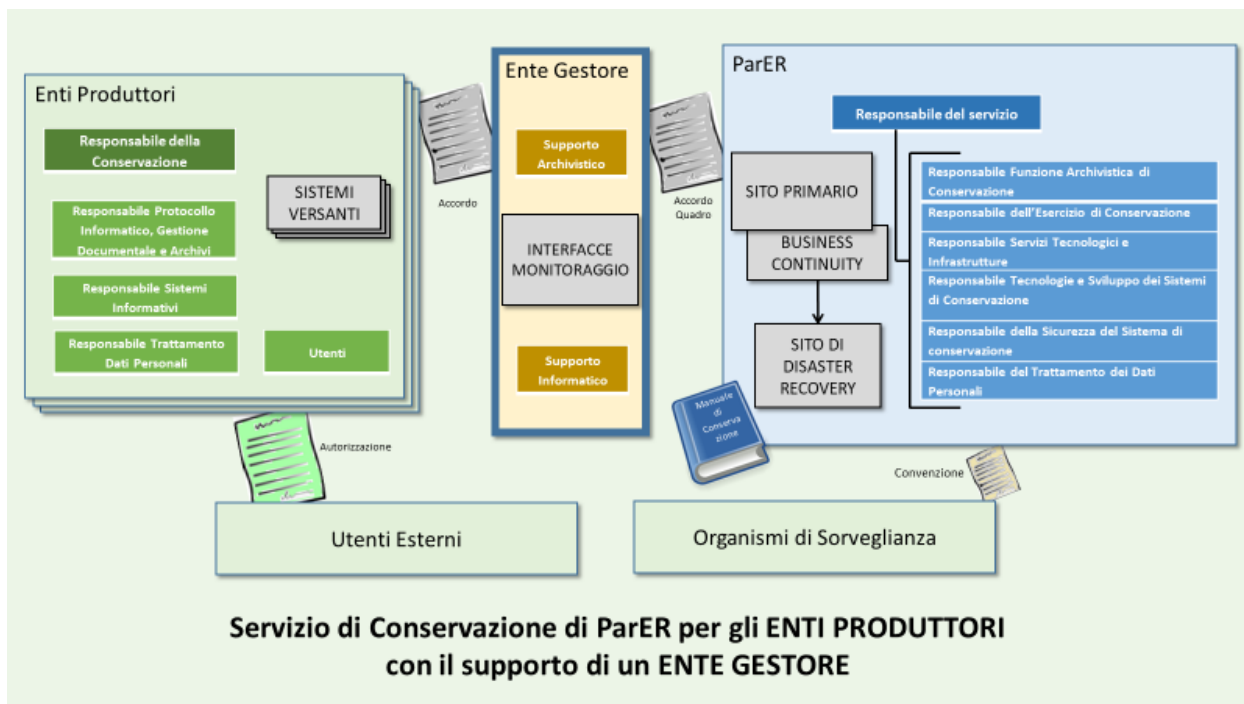 Enti Produttori
Responsabile della
Conservazione
Responsabile Protocollo
Informatico, Gestione
Documentale e Archivi
Responsabile Sistemi
Informativi
Responsabile Trattamento
Dati Personali
SISTEMI
VERSANTI
Utenti
Accordo
Ente Gestore
Supporto
Archivistico
INTERFACCE
MONITORAGGIO
Supporto
Informatico
Accordo
Quadro
ParER
Responsabile del servizio
SITO PRIMARIO
BUSINESS
CONTINUITY
SITO DI
DISASTER
RECOVERY
Responsabile Funzione Archivistica di
Conservazione
Responsabile dell'Esercizio di Conservazione
Responsabile Servizi Tecnologici e
Infrastrutture
Responsabile Tecnologie e Sviluppo dei Sistemi
di Conservazione
Responsabile della Sicurezza del Sistema di
conservazione
Responsabile del Trattamento dei Dati
Personali
Manuale
di
Conserva
zione
Autorizzazione
Convenzione
Utenti Esterni
Organismi di Sorveglianza
Servizio di Conservazione di ParER per gli ENTI PRODUTTORI
con il supporto di un ENTE GESTORE